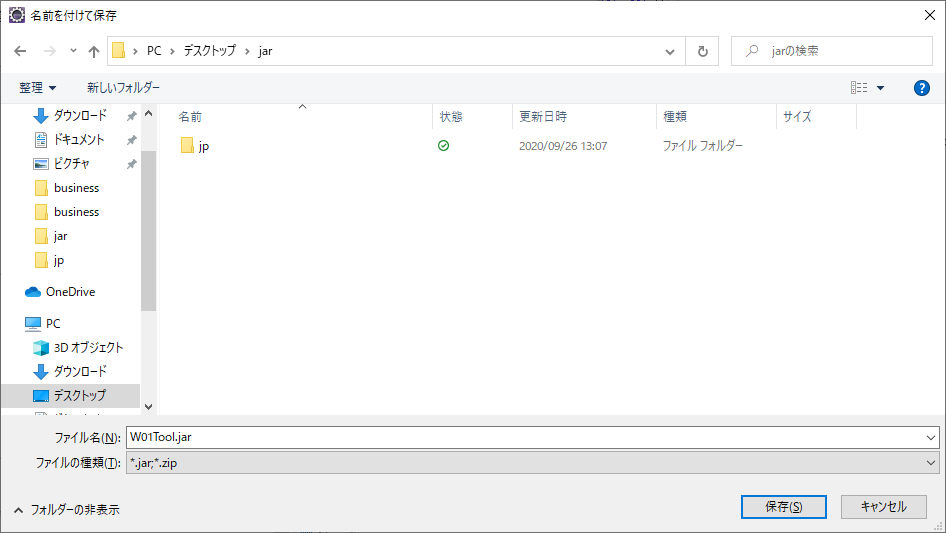 名前を付けて保存
PC > デスクトップ > jar
jarの検索
整理
新しいフォルダー
?
ダウンロード
ドキュメント
ピクチャ
business
business
jar
jp
OneDrive
PC
3D オブジェクト
ダウンロード
デスクトップ
名前 状態 更新日時 種類 サイズ
jp 2020/09/26 13:07 ファイル フォルダー
ファイル名(N): W01Tool.jar
ファイルの種類(T): *.jar;*.zip
フォルダーの非表示
保存(S)
キャンセル